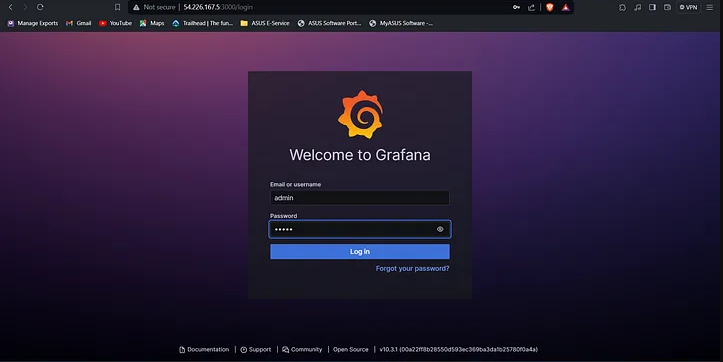 Not secure 54.226.167.5:3000/login VPN
Manage Exports Gmail YouTube Maps Trailhead | The fun... ASUS E-Service ASUS Software Port... MyASUS Software -...
Welcome to Grafana
Email or username
admin
Password
•••••
Log in
Forgot your password?
Documentation | Support | Community | Open Source | v10.3.1 (00a22ff8b28550d593ec369ba3da1b25780f0a4a)